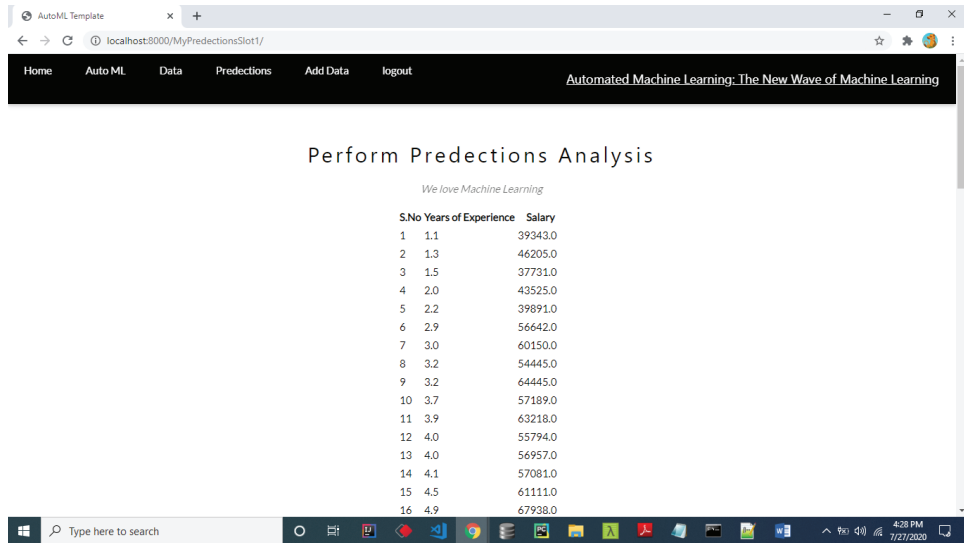 AutoML Template
localhost:8000/MyPredectionsSlot1/
Home Auto ML Data Predections Add Data logout
Automated Machine Learning: The New Wave of Machine Learning
Perform Predections Analysis
We love Machine Learning
S.No Years of Experience Salary
1 1.1 39343.0
2 1.3 46205.0
3 1.5 37731.0
4 2.0 43525.0
5 2.2 39891.0
6 2.9 56642.0
7 3.0 60150.0
8 3.2 54445.0
9 3.2 64445.0
10 3.7 57189.0
11 3.9 63218.0
12 4.0 55794.0
13 4.0 56957.0
14 4.1 57081.0
15 4.5 61111.0
16 4.9 67938.0
Type here to search
4:28 PM
7/27/2020